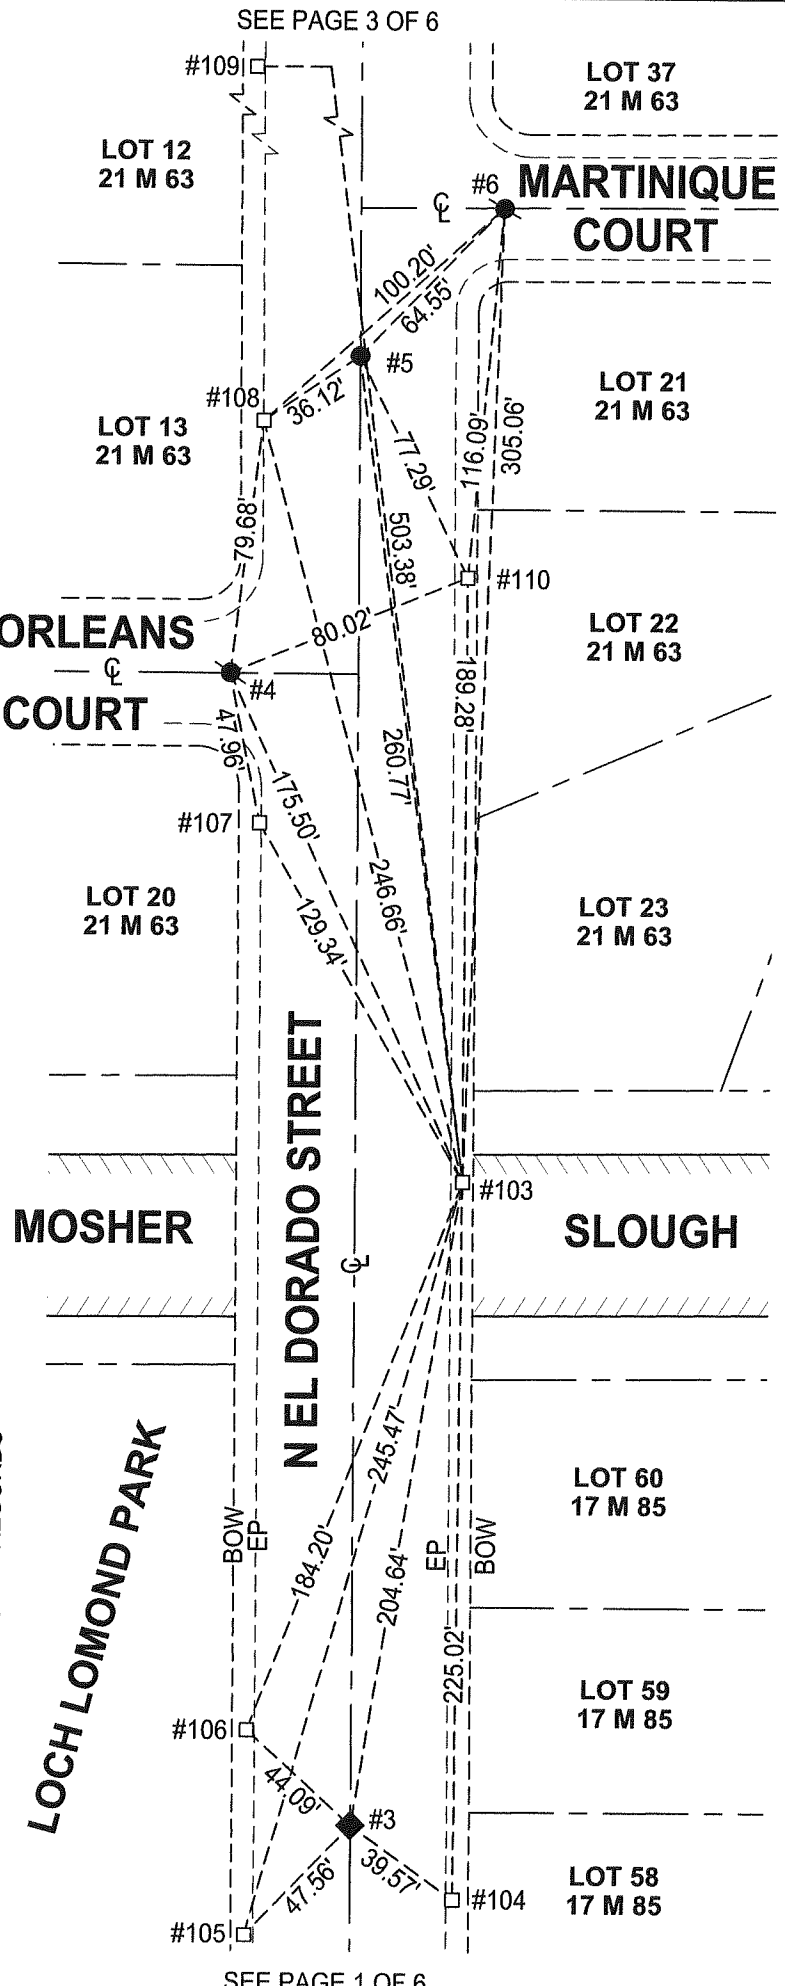 SEE PAGE 3 OF 6
#109
LOT 37
21 M 63
LOT 12
21 M 63
#6
MARTINIQUE
COURT
℄
100.20'
64.55'
#5
#108
36.12'
LOT 13
21 M 63
LOT 21
21 M 63
77.29'
116.09'
305.06'
79.68'
503.38'
#110
ORLEANS
COURT
℄
80.02'
#4
LOT 22
21 M 63
189.28'
47.96'
260.77'
175.50'
#107
246.66'
129.34'
LOT 20
21 M 63
LOT 23
21 M 63
N EL DORADO STREET
℄
#103
MOSHER
SLOUGH
245.47'
184.20'
204.64'
225.02'
BOW
EP
EP
BOW
LOCH LOMOND PARK
LOT 60
17 M 85
LOT 59
17 M 85
#106
44.09'
#3
47.56'
39.57'
#104
#105
LOT 58
17 M 85
SEE PAGE 1 OF 6